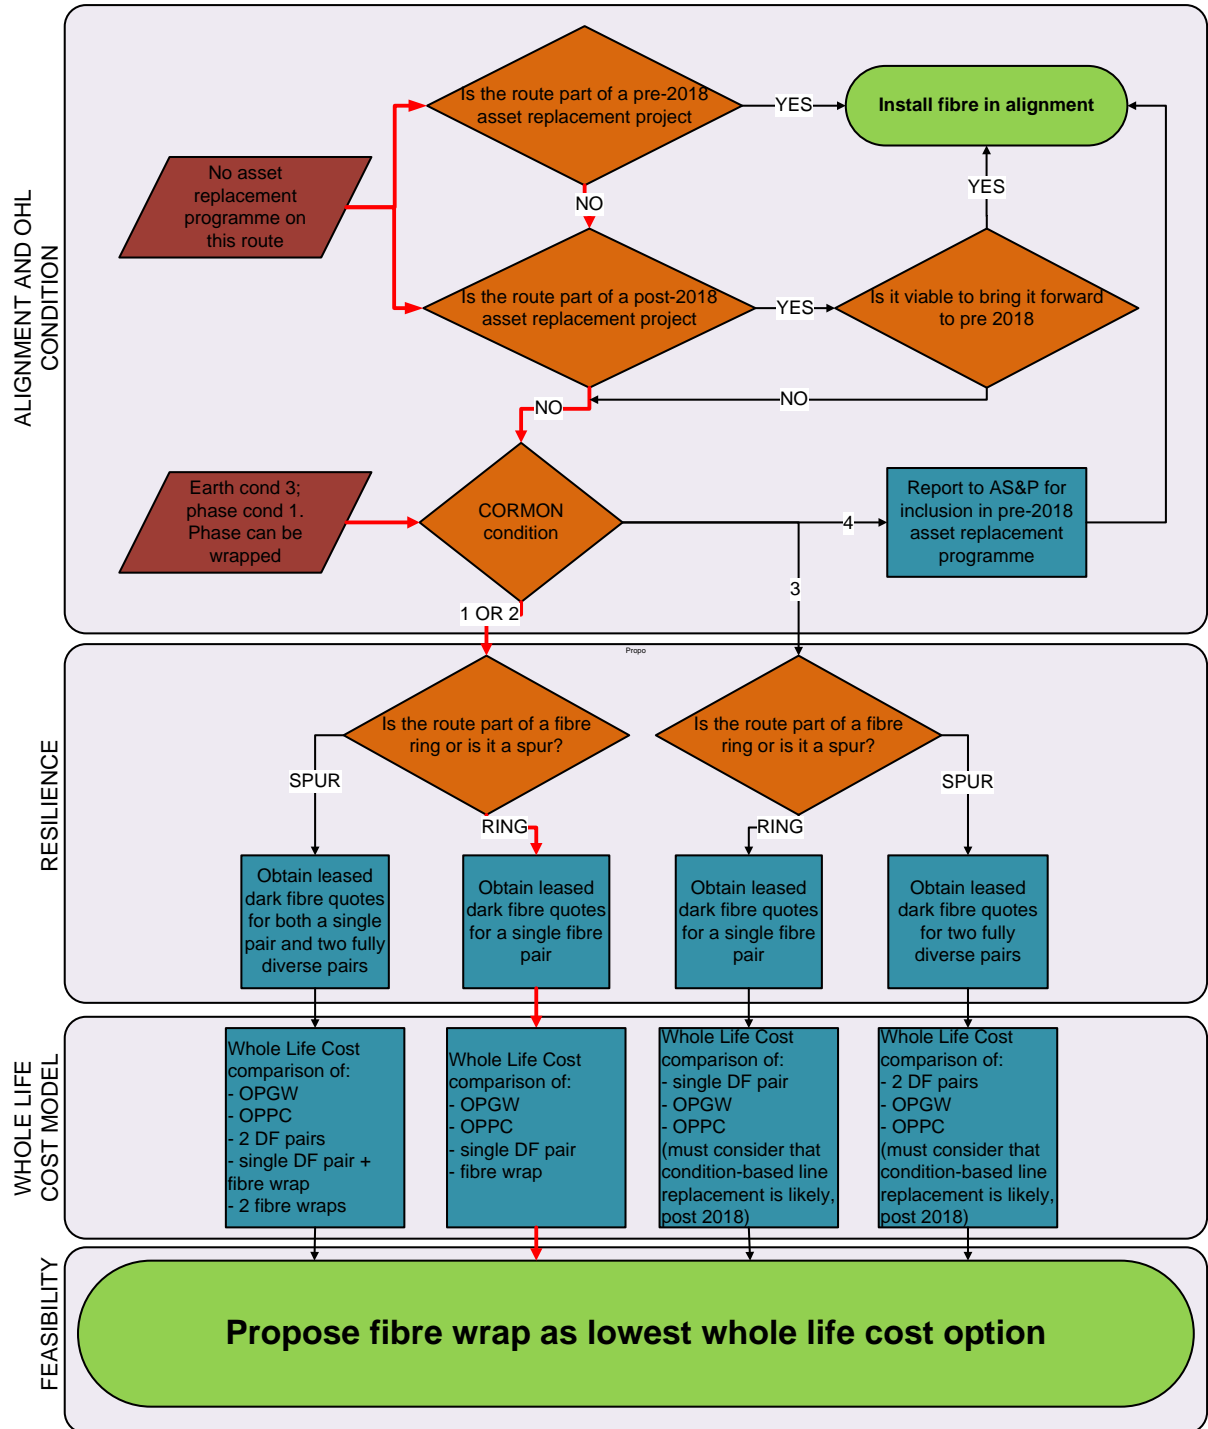 ALIGNMENT AND OHL
CONDITION
Is the route part of a pre-2018
asset replacement project
YES
Install fibre in alignment
No asset
replacement
programme on
this route
NO
YES
Is the route part of a post-2018
asset replacement project
YES
Is it viable to bring it forward
to pre 2018
NO
NO
Earth cond 3;
phase cond 1.
Phase can be
wrapped
CORMON
condition
4
Report to AS&P for
inclusion in pre-2018
asset replacement
programme
3
1 OR 2
RESILIENCE
Propo
Is the route part of a fibre
ring or is it a spur?
Is the route part of a fibre
ring or is it a spur?
SPUR
RING
RING
SPUR
Obtain leased
dark fibre quotes
for both a single
pair and two fully
diverse pairs
Obtain leased
dark fibre quotes
for a single fibre
pair
Obtain leased
dark fibre quotes
for a single fibre
pair
Obtain leased
dark fibre quotes
for two fully
diverse pairs
WHOLE LIFE
COST MODEL
Whole Life Cost
comparison of:
- OPGW
- OPPC
- 2 DF pairs
- single DF pair +
fibre wrap
- 2 fibre wraps
Whole Life Cost
comparison of:
- OPGW
- OPPC
- single DF pair
- fibre wrap
Whole Life Cost
comparison of:
- single DF pair
- OPGW
- OPPC
(must consider that
condition-based line
replacement is likely,
post 2018)
Whole Life Cost
comparison of:
- 2 DF pairs
- OPGW
- OPPC
(must consider that
condition-based line
replacement is likely,
post 2018)
FEASIBILITY
Propose fibre wrap as lowest whole life cost option